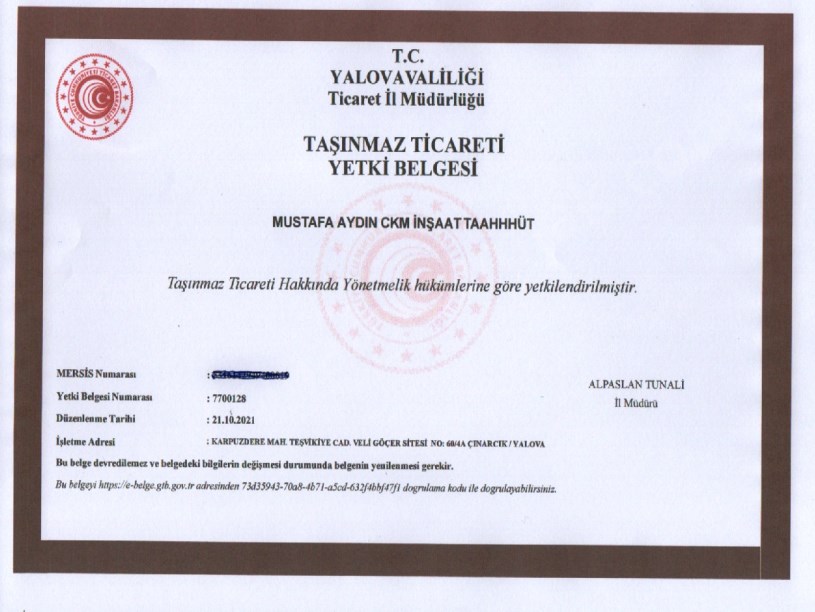 T.C.
YALOVAVALİLİĞİ
Ticaret İl Müdürlüğü
TAŞINMAZ TİCARETİ
YETKİ BELGESİ
MUSTAFA AYDIN CKM İNŞAAT TAAHHHÜT
Taşınmaz Ticareti Hakkında Yönetmelik hükümlerine göre yetkilendirilmiştir.
MERSİS Numarası :
Yetki Belgesi Numarası : 7700128
Düzenlenme Tarihi : 21.10.2021
İşletme Adresi : KARPUZDERE MAH. TEŞVİKİYE CAD. VELİ GÖÇER SİTESİ NO: 68/4A ÇINARCIK / YALOVA
ALPASLAN TUNALI
İl Müdürü
Bu belge devredilemez ve belgedeki bilgilerin değişmesi durumunda belgenin yenilenmesi gerekir.
Bu belgeyi https://e-belge.gtb.gov.tr adresinden 73d35943-70a8-4b71-a5cd-632f4bbf47f1 dogrulama kodu ile dogrulayabilirsiniz.